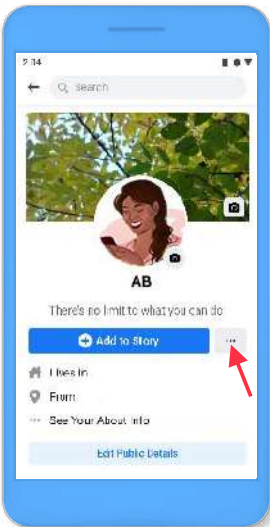 2:04
Search
AB
There's no limit to what you can do
Add to Story
Lives in
From
See Your About Info
Edit Public Details